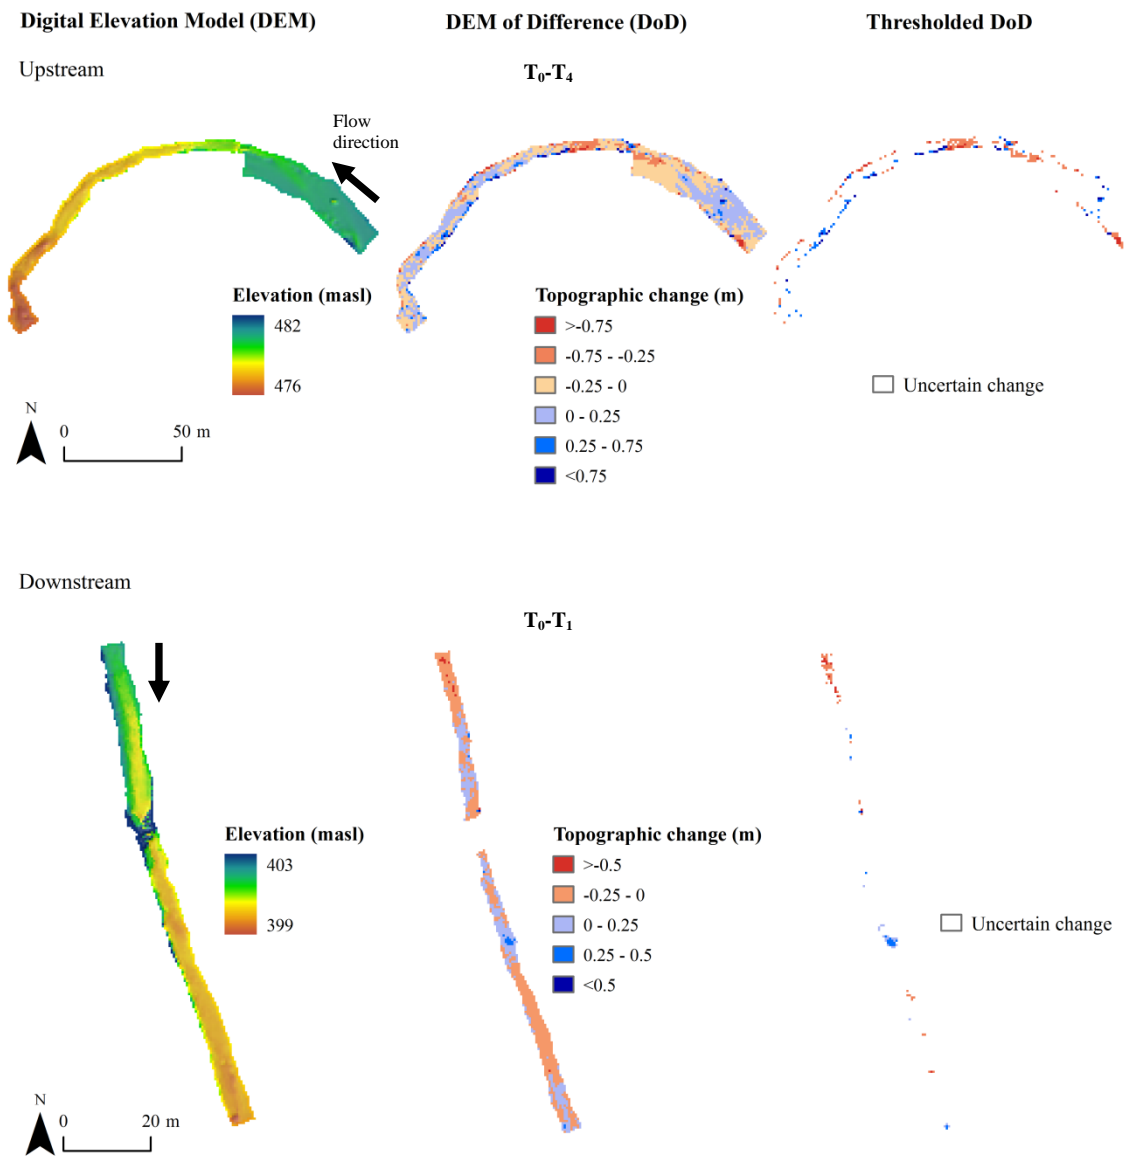 Digital Elevation Model (DEM)
DEM of Difference (DoD)
Thresholded DoD
Upstream
T₀-T₄
Flow
direction
Elevation (masl)
482
476
Topographic change (m)
>-0.75
-0.75 - -0.25
-0.25 - 0
0 - 0.25
0.25 - 0.75
<0.75
Uncertain change
N
0
50 m
Downstream
T₀-T₁
Elevation (masl)
403
399
Topographic change (m)
>-0.5
-0.25 - 0
0 - 0.25
0.25 - 0.5
<0.5
Uncertain change
N
0
20 m